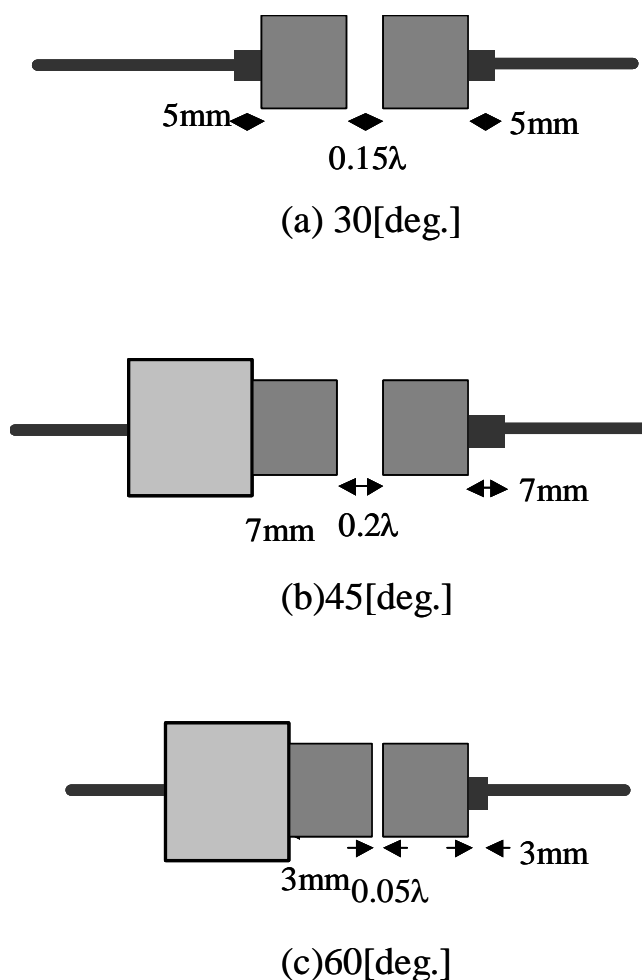 5mm
5mm
0.15λ
(a) 30[deg.]
7mm
7mm
0.2λ
(b)45[deg.]
3mm
3mm
0.05λ
(c)60[deg.]